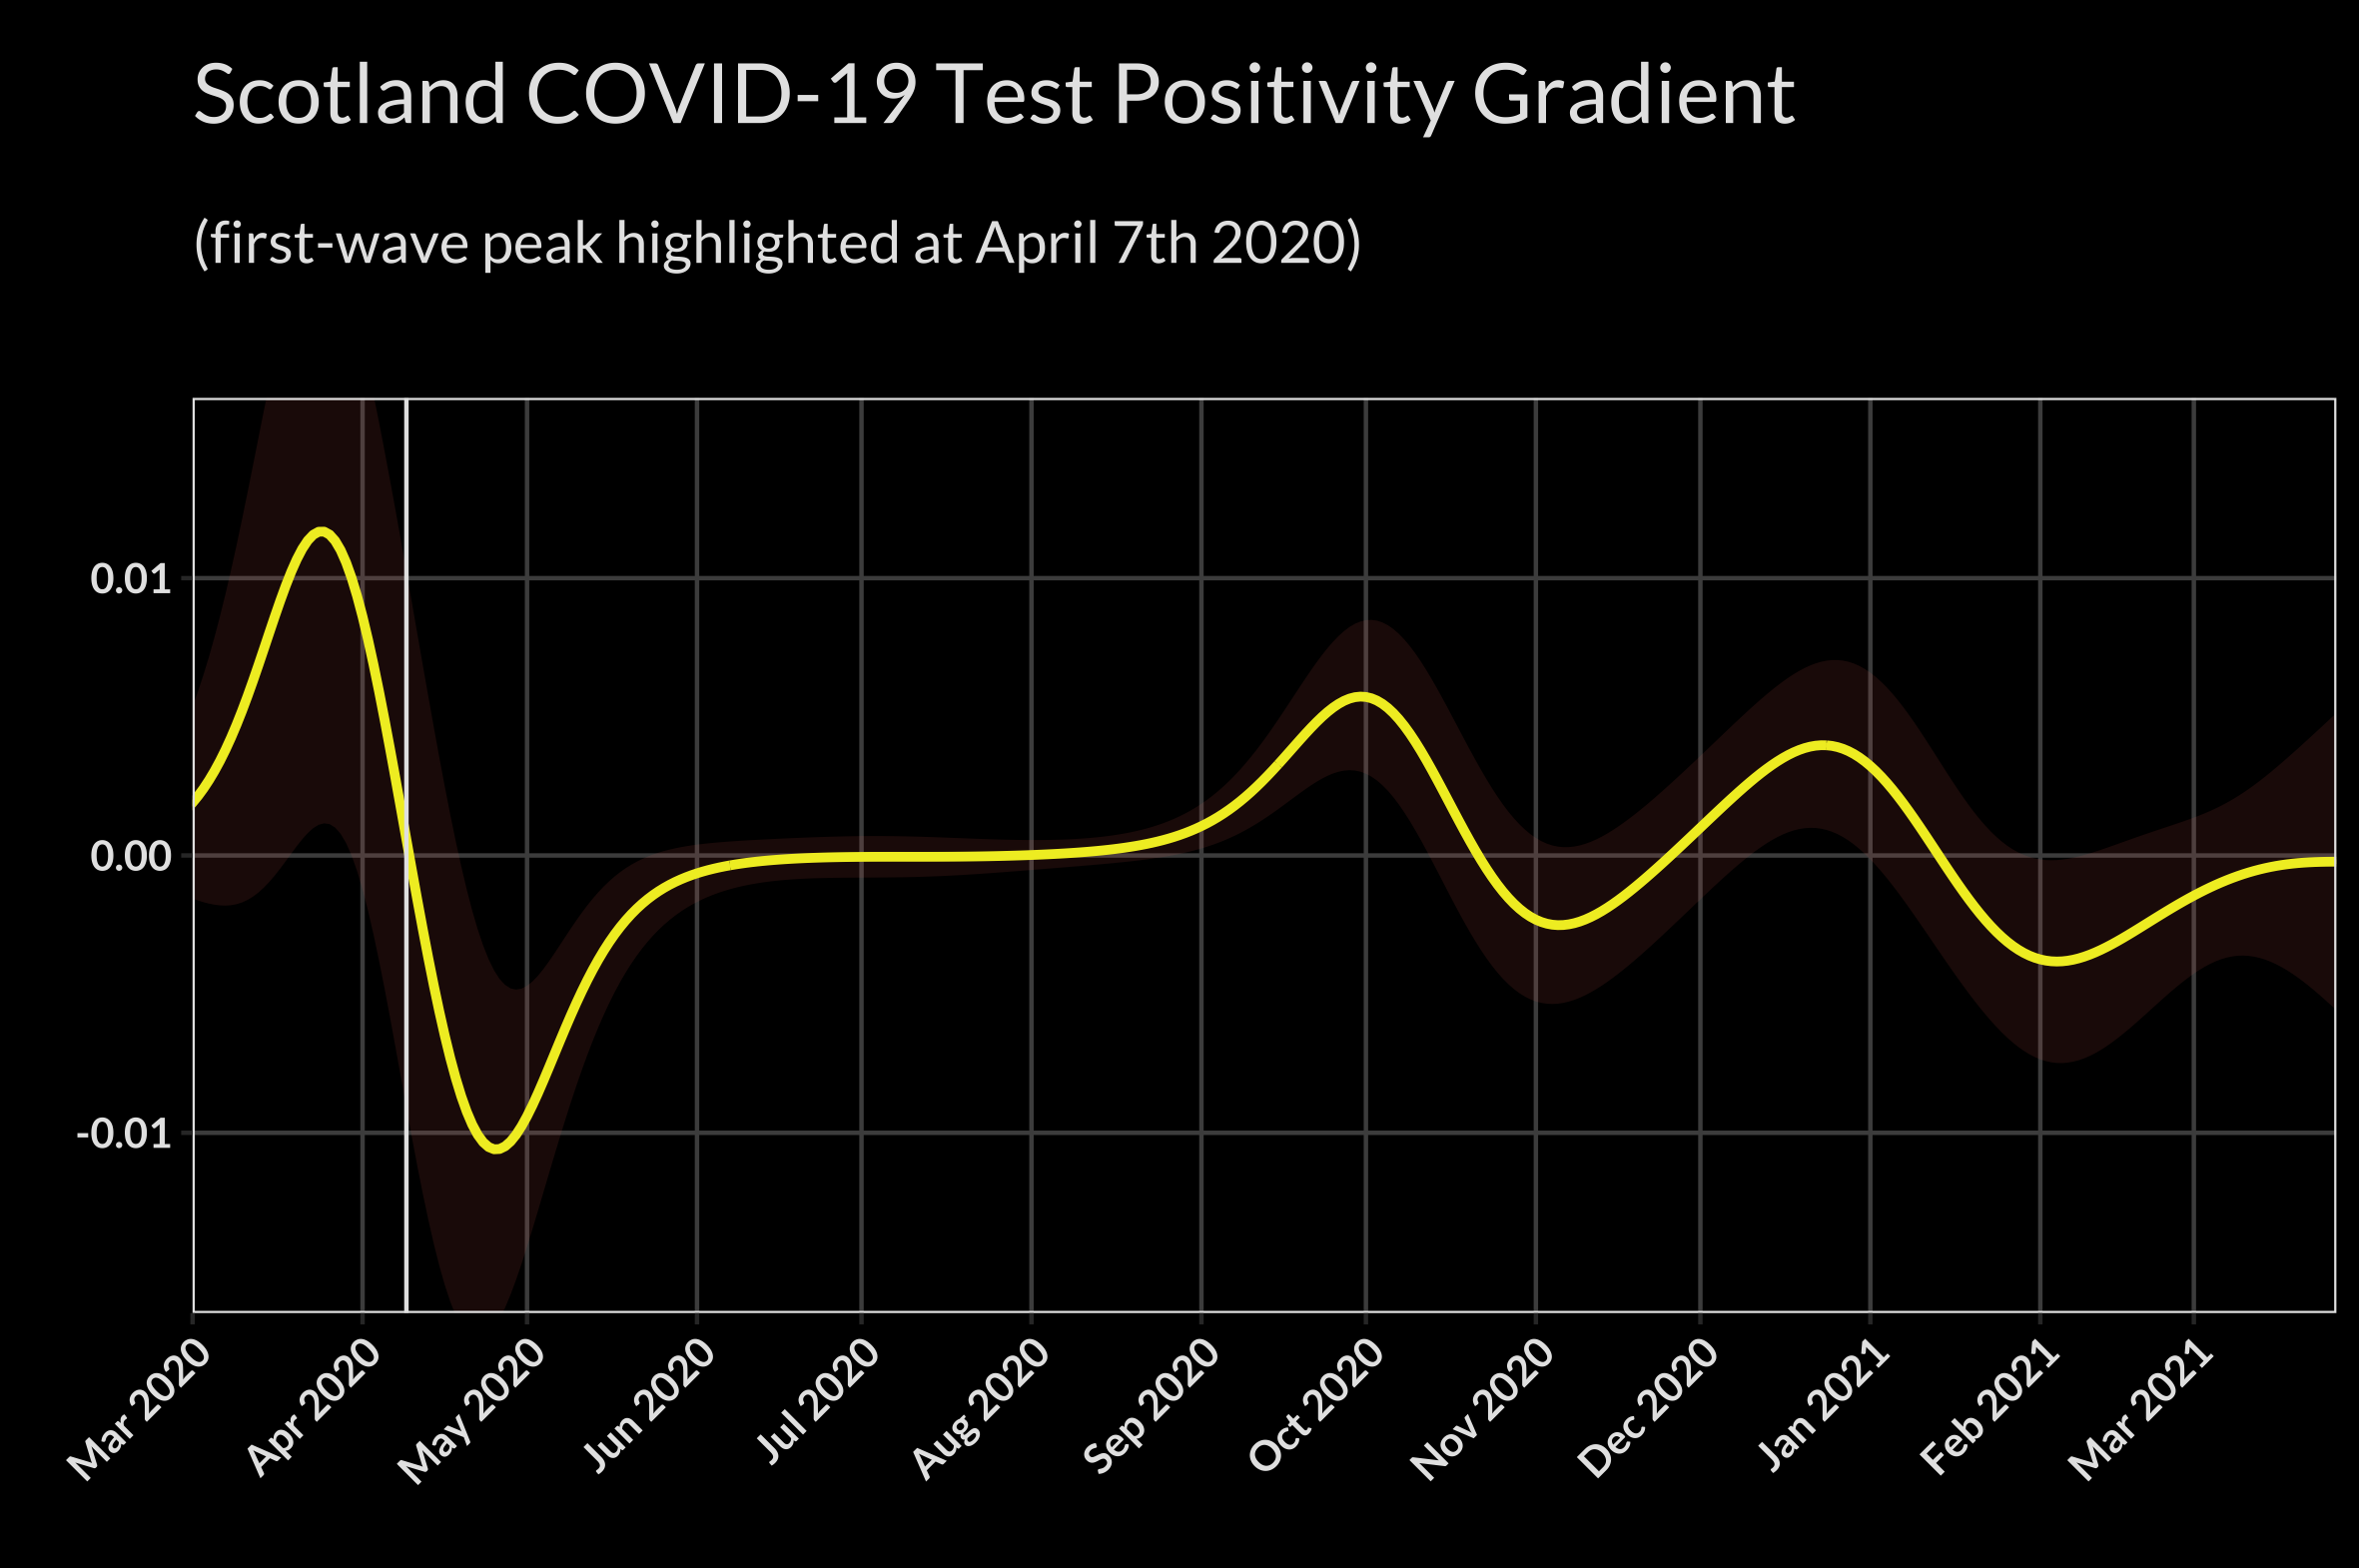 Scotland COVID-19 Test Positivity Gradient
(first-wave peak highlighted at April 7th 2020)
0.01
0.00
-0.01
Mar 2020
Apr 2020
May 2020
Jun 2020
Jul 2020
Aug 2020
Sep 2020
Oct 2020
Nov 2020
Dec 2020
Jan 2021
Feb 2021
Mar 2021